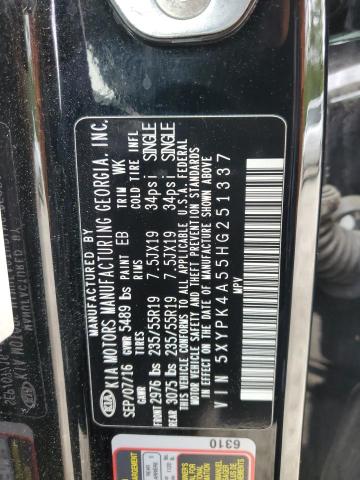 MANUFACTURED BY
KIA MOTORS MANUFACTURING GEORGIA, INC.
SEP/07/16 GVWR 5489 lbs PAINT EB TRIM WK
GAWR TIRES RIMS COLD TIRE INFL
FRONT 2976 lbs 235/55R19 7.5JX19 34psi SINGLE
REAR 3075 lbs 235/55R19 7.5JX19 34psi SINGLE
THIS VEHICLE CONFORMS TO ALL APPLICABLE U.S.A. FEDERAL
MOTOR VEHICLE SAFETY AND THEFT PREVENTION STANDARDS
IN EFFECT ON THE DATE OF MANUFACTURE SHOWN ABOVE.
VIN 5XYPK4A55HG251337
MPV
6310